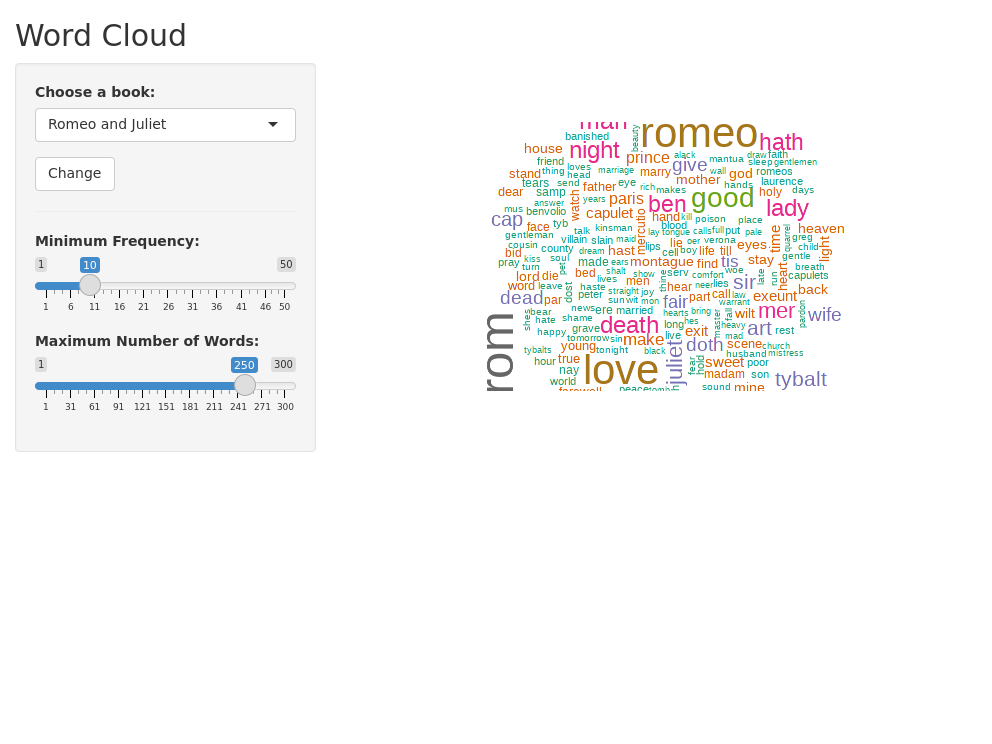 Word Cloud
Choose a book:
Romeo and Juliet
Change
Minimum Frequency:
1 10 50
1 6 11 16 21 26 31 36 41 46 50
Maximum Number of Words:
1 250 300
1 31 61 91 121 151 181 211 241 271 300
man romeo
banished beauty hath
house night prince alack mantua draw faith
friend loves marriage marry give wall sleep gentlemen
stand thing head mother god romeos
tears send father eye rich makes hands laurence
dear samp watch years paris ben good holy days
answer
mus benvolio capulet mercutio hand kill poison place lady
cap face tyb talk kinsman blood heaven
gentleman villain slain maid lay tongue calls full put pale time quarrel greg
cousin county lips lie oer verona eyes child light
bid soul dream hast cell boy life till gentle
pray kiss pet made ears montague find tis stay breath
turn shalt show serv comfort woe late run heart capulets
lord die bed lives men thine hear neer lies sir
word leave dost haste straight joy call law back
dead par peter sun wit mon fair part warrant exeunt
news ere married hearts bring wilt mer pardon wife
rom shes bear shame death long hes master fall art rest
hate grave live exit heavy
happy tomorrow sin make juliet doth mad scene church
tybalts young tonight black husband mistress
hour true love fear hold sweet poor
nay madam son tybalt
world sound mine
farewell peace tomb h